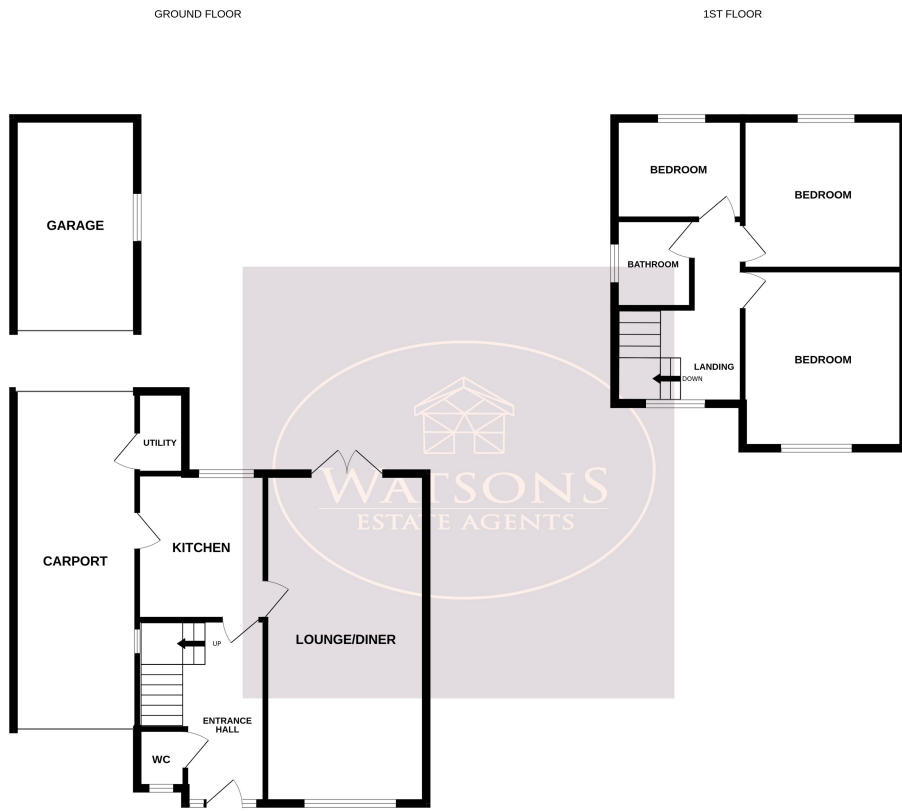 GROUND FLOOR
1ST FLOOR
GARAGE
CARPORT
UTILITY
KITCHEN
LOUNGE/DINER
UP
ENTRANCE
HALL
WC
BEDROOM
BEDROOM
BATHROOM
LANDING
DOWN
BEDROOM
WATSONS
ESTATE AGENTS